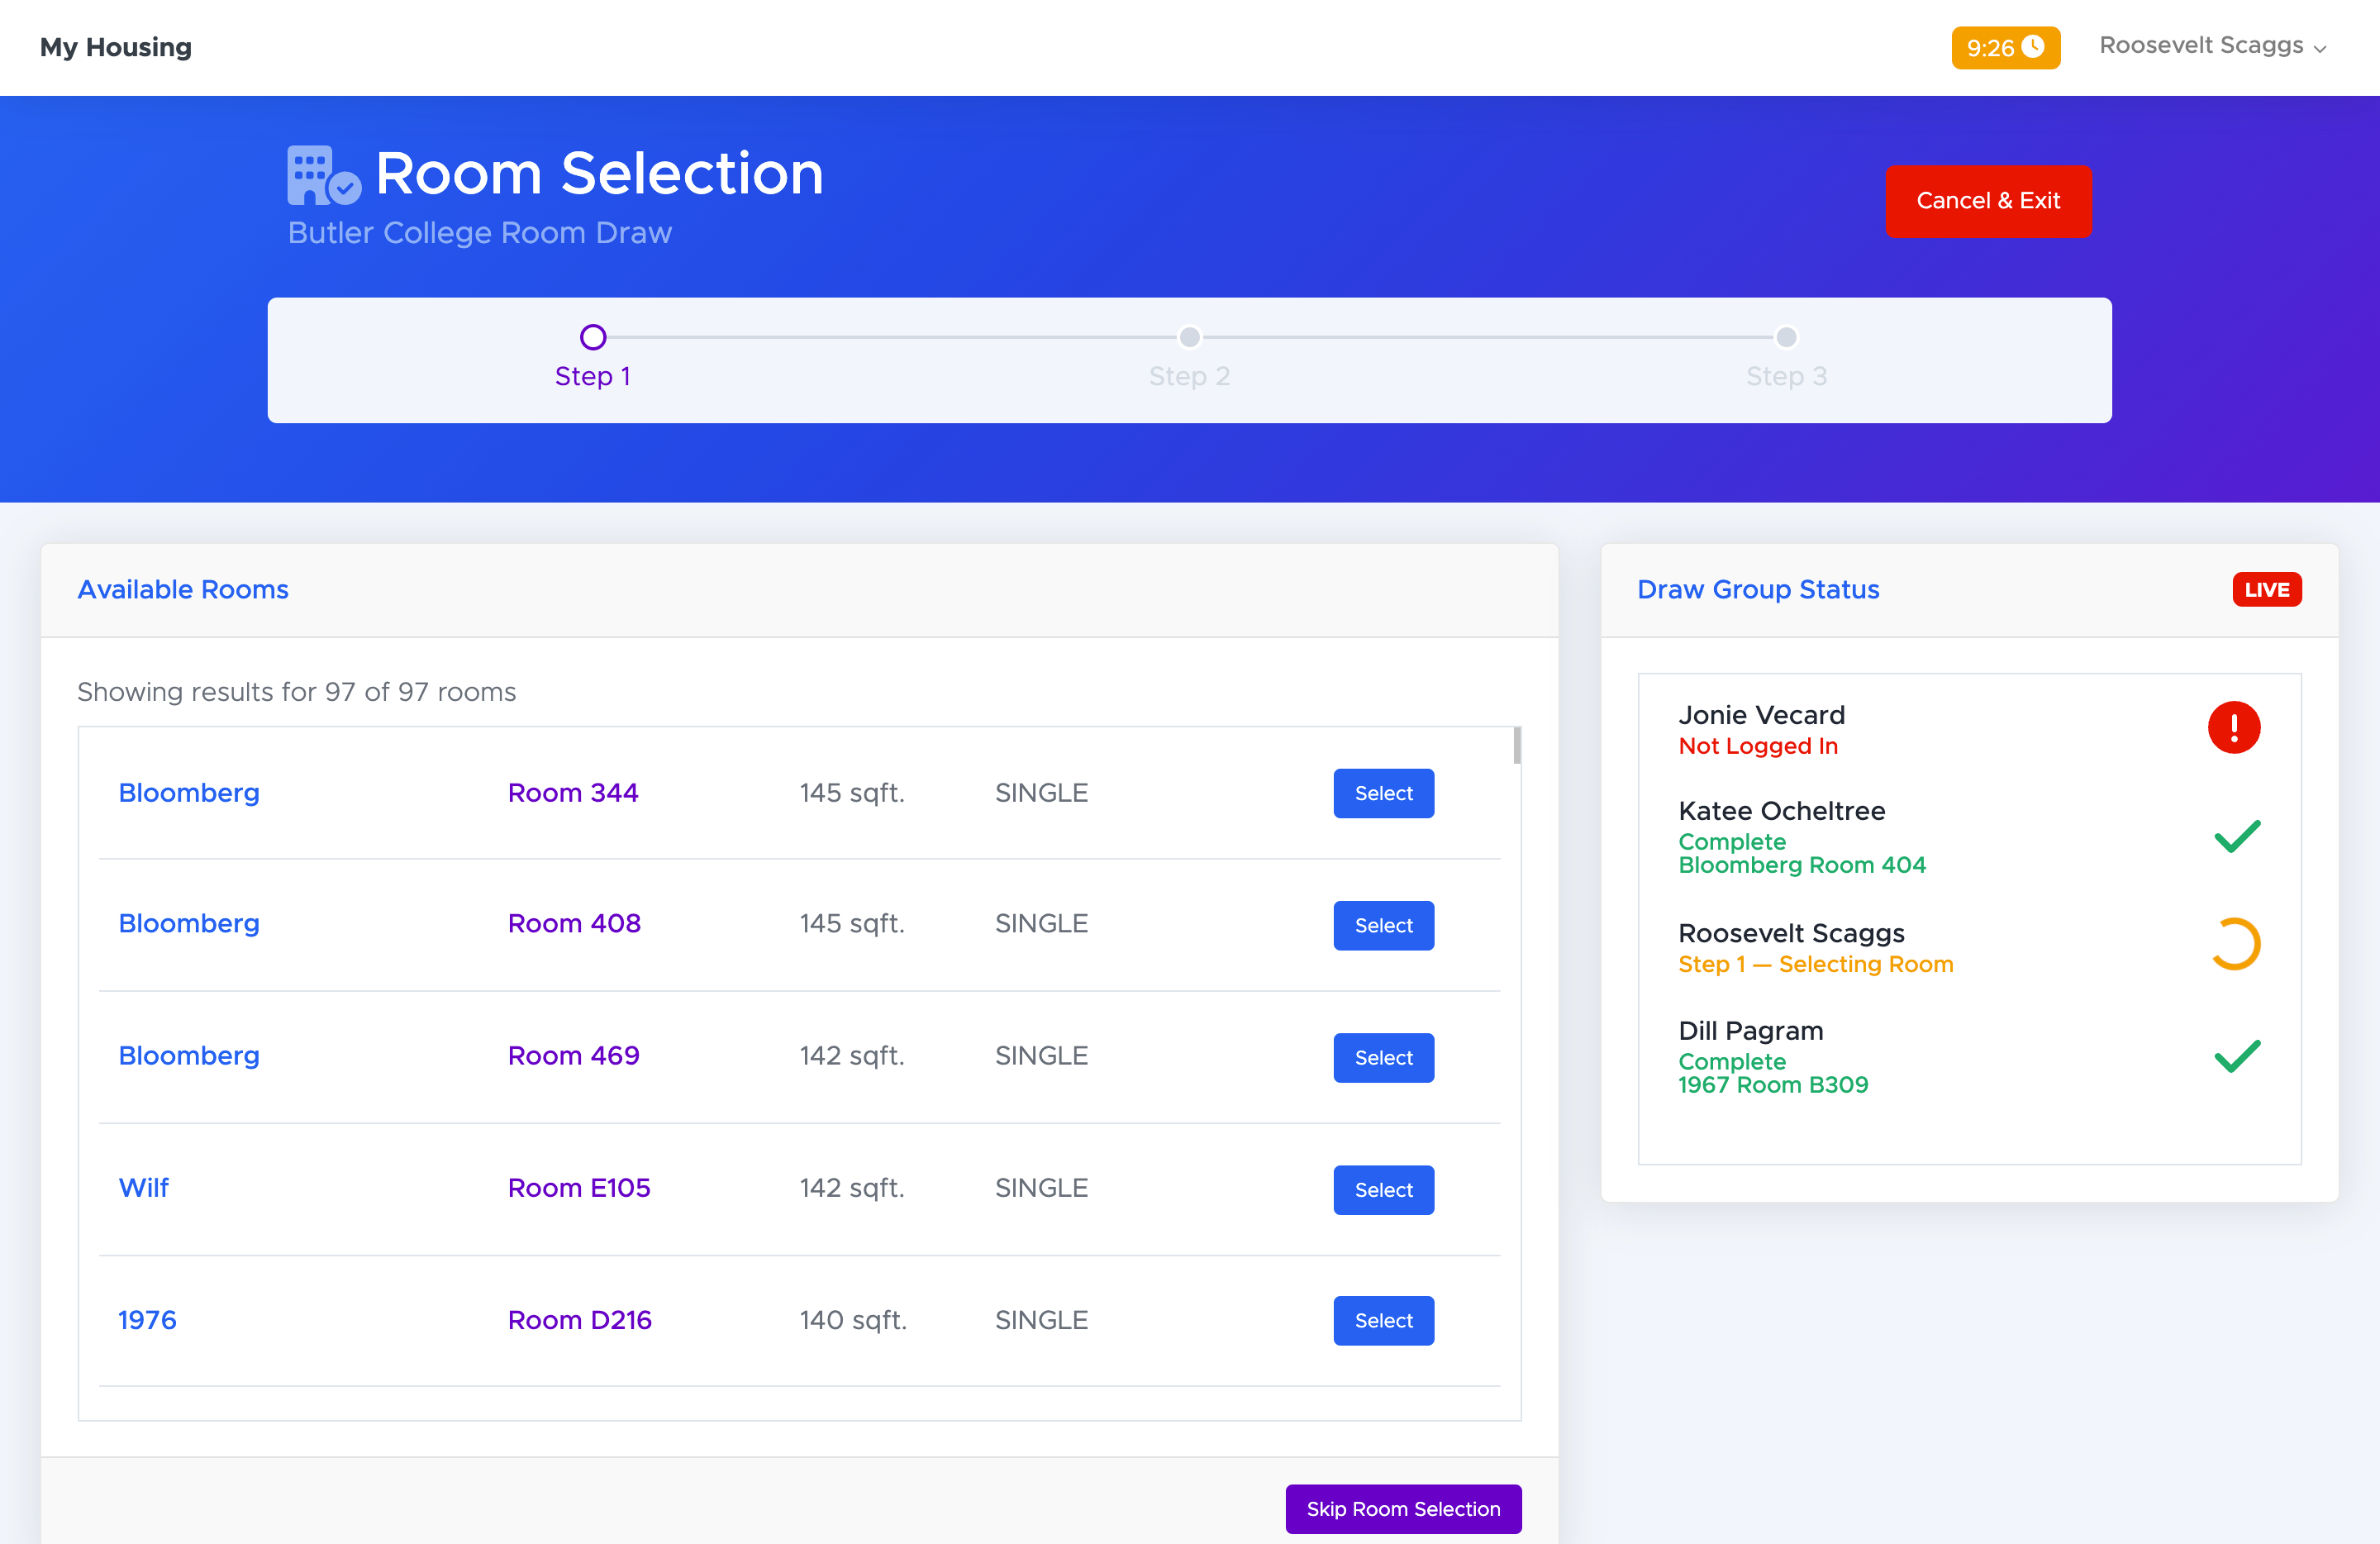 My Housing
9:26
Roosevelt Scaggs
Room Selection
Butler College Room Draw
Cancel & Exit
Step 1
Step 2
Step 3
Available Rooms
Showing results for 97 of 97 rooms
Bloomberg Room 344 145 sqft. SINGLE Select
Bloomberg Room 408 145 sqft. SINGLE Select
Bloomberg Room 469 142 sqft. SINGLE Select
Wilf Room E105 142 sqft. SINGLE Select
1976 Room D216 140 sqft. SINGLE Select
Skip Room Selection
Draw Group Status
LIVE
Jonie Vecard
Not Logged In
Katee Ocheltree
Complete
Bloomberg Room 404
Roosevelt Scaggs
Step 1 — Selecting Room
Dill Pagram
Complete
1967 Room B309